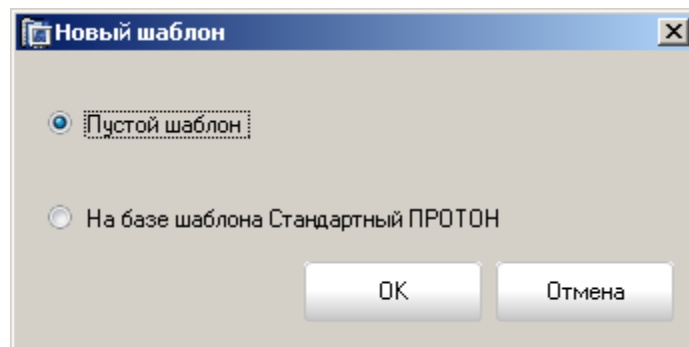 Новый шаблон
Пустой шаблон
На базе шаблона Стандартный ПРОТОН
OK
Отмена